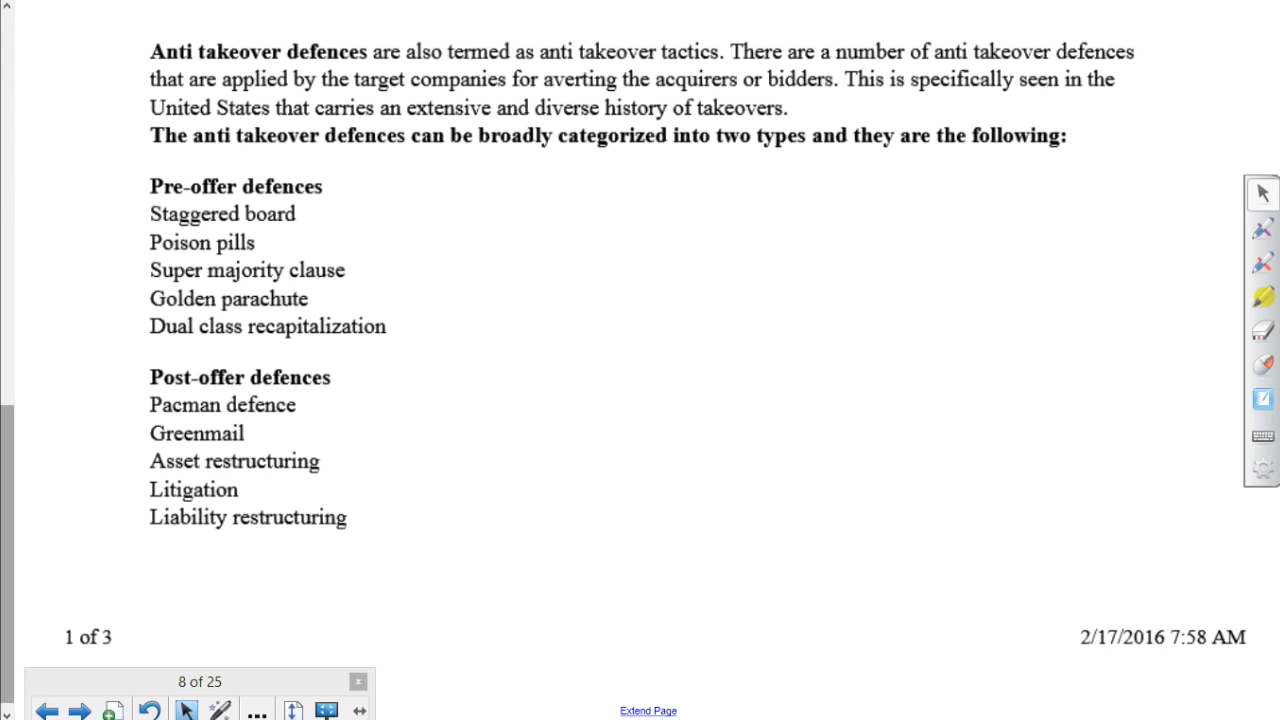 Anti takeover defences are also termed as anti takeover tactics. There are a number of anti takeover defences
that are applied by the target companies for averting the acquirers or bidders. This is specifically seen in the
United States that carries an extensive and diverse history of takeovers.
The anti takeover defences can be broadly categorized into two types and they are the following:
Pre-offer defences
Staggered board
Poison pills
Super majority clause
Golden parachute
Dual class recapitalization
Post-offer defences
Pacman defence
Greenmail
Asset restructuring
Litigation
Liability restructuring
1 of 3
2/17/2016 7:58 AM
8 of 25
Extend Page